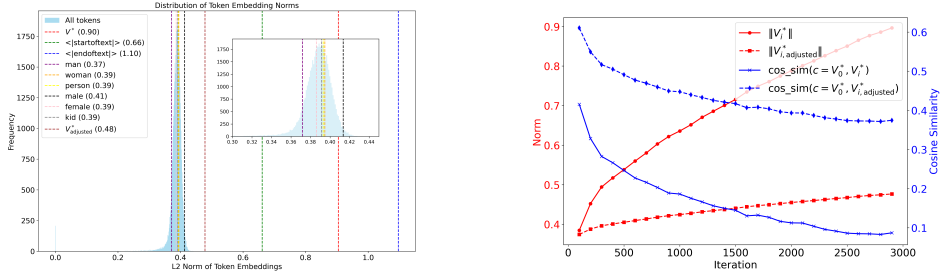 Distribution of Token Embedding Norms
All tokens
V* (0.90)
<|startoftext|> (0.66)
<|endoftext|> (1.10)
man (0.37)
woman (0.39)
person (0.39)
male (0.41)
female (0.39)
kid (0.39)
V*adjusted (0.48)
Frequency
1750
1500
1250
1000
750
500
250
0
0.0 0.2 0.4 0.6 0.8 1.0
L2 Norm of Token Embeddings
1750
1500
1250
1000
750
500
250
0
0.30 0.32 0.34 0.36 0.38 0.40 0.42 0.44
‖Vi*‖
‖V*i,adjusted‖
cos_sim(c = V0*, Vi*)
cos_sim(c = V0*, V*i,adjusted)
Norm
0.9
0.8
0.7
0.6
0.5
0.4
0 500 1000 1500 2000 2500 3000
Iteration
0.6
0.5
0.4
0.3
0.2
0.1
Cosine Similarity